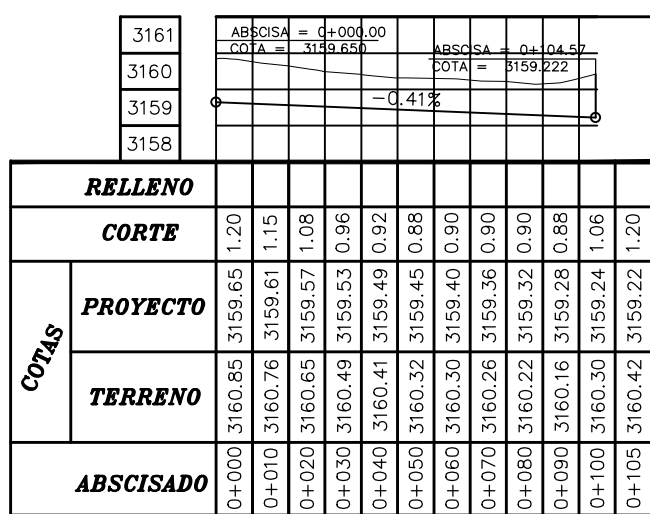 3161
ABSCISA = 0+000.00
COTA = 3159.650
ABSCISA = 0+104.57
COTA = 3159.222
3160
3159
-0.41%
3158
RELLENO
CORTE 1.20 1.15 1.08 0.96 0.92 0.88 0.90 0.90 0.90 0.88 1.06 1.20
COTAS
PROYECTO 3159.65 3159.61 3159.57 3159.53 3159.49 3159.45 3159.40 3159.36 3159.32 3159.28 3159.24 3159.22
TERRENO 3160.85 3160.76 3160.65 3160.49 3160.41 3160.32 3160.30 3160.26 3160.22 3160.16 3160.30 3160.42
ABSCISADO 0+000 0+010 0+020 0+030 0+040 0+050 0+060 0+070 0+080 0+090 0+100 0+105